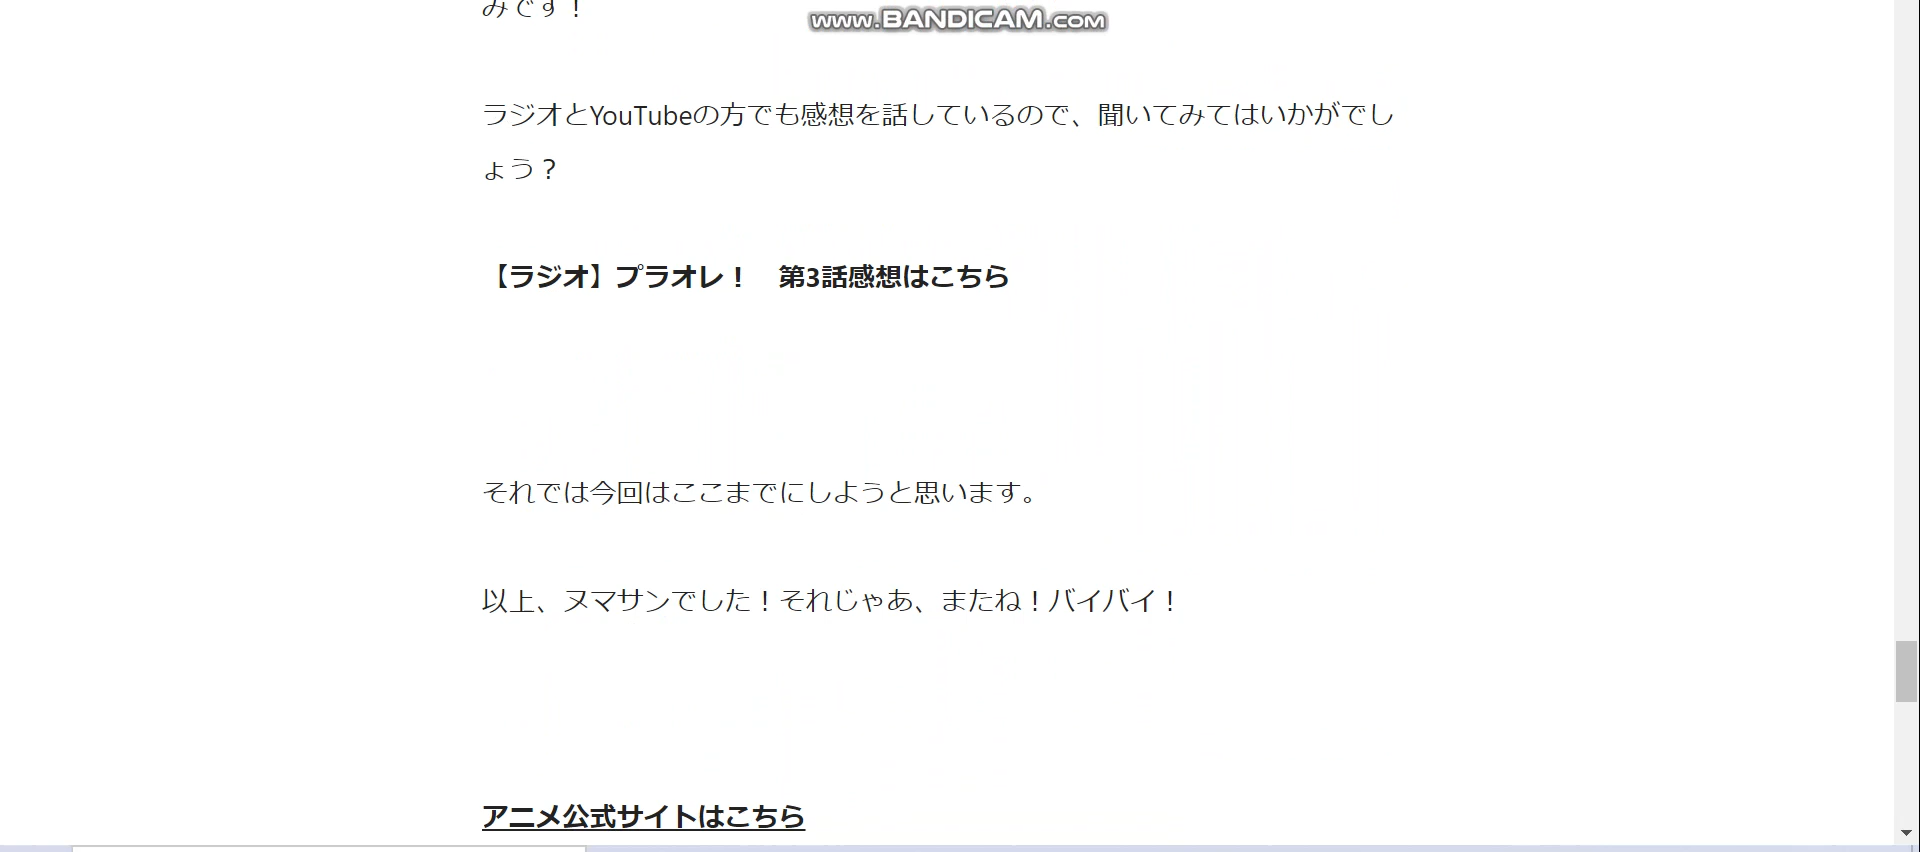 みです！
www.BANDICAM.com
ラジオとYouTubeの方でも感想を話しているので、聞いてみてはいかがでし
ょう？
【ラジオ】プラオレ！　第3話感想はこちら
それでは今回はここまでにしようと思います。
以上、ヌマサンでした！それじゃあ、またね！バイバイ！
アニメ公式サイトはこちら